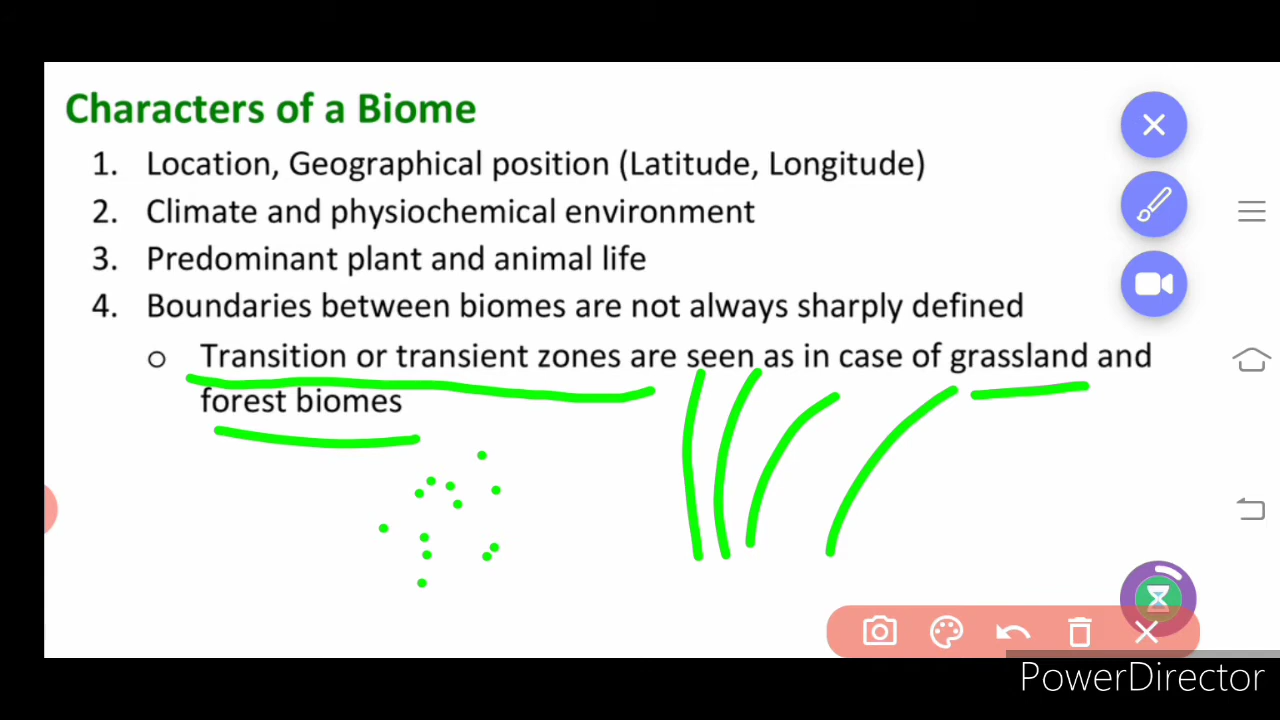 Characters of a Biome
1. Location, Geographical position (Latitude, Longitude)
2. Climate and physiochemical environment
3. Predominant plant and animal life
4. Boundaries between biomes are not always sharply defined
o Transition or transient zones are seen as in case of grassland and
forest biomes
PowerDirector